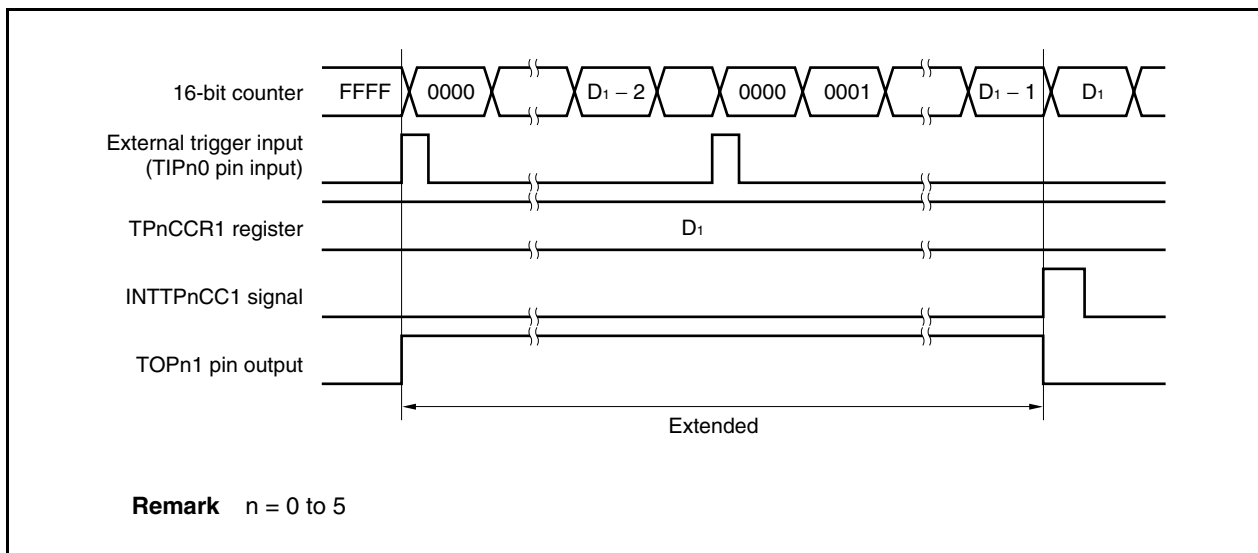 16-bit counter FFFF 0000 D₁ − 2 0000 0001 D₁ − 1 D₁
External trigger input
(TIPn0 pin input)
TPnCCR1 register D₁
INTTPnCC1 signal
TOPn1 pin output
Extended
Remark n = 0 to 5